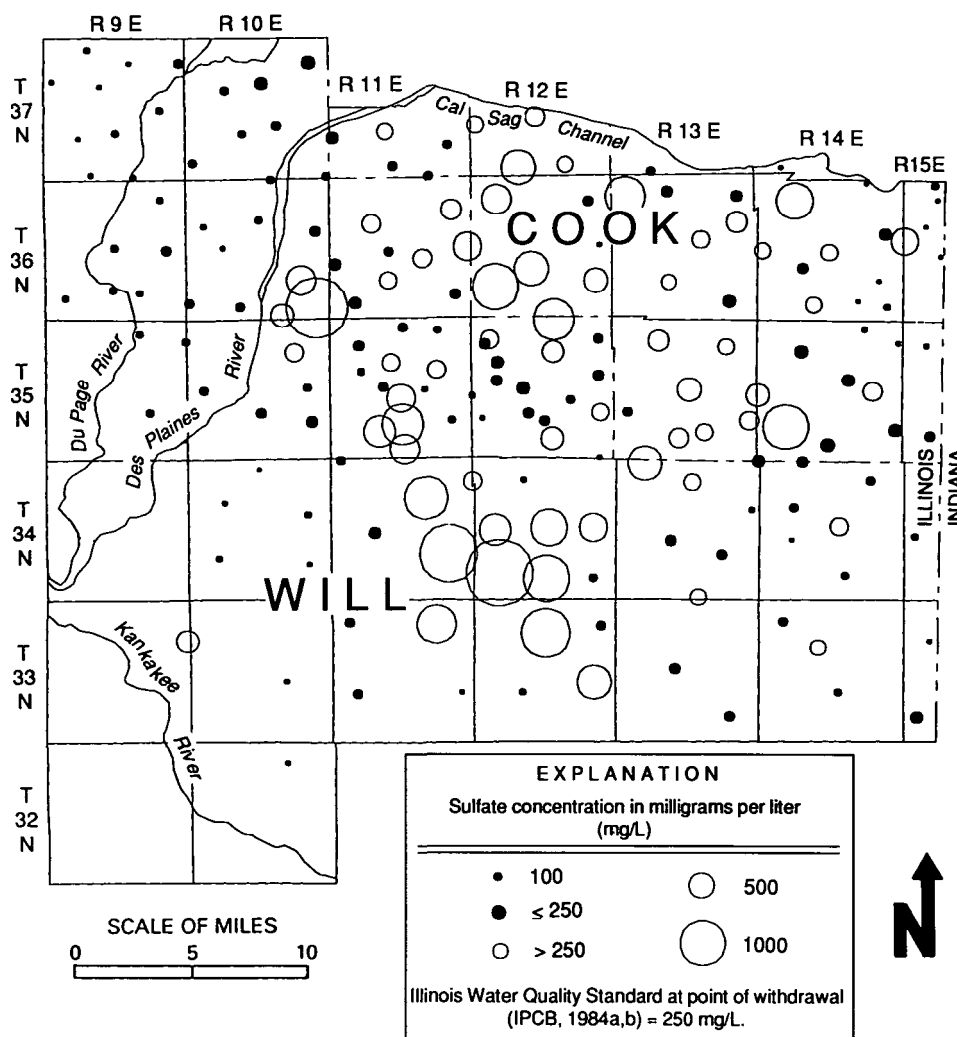 R 9 E
R 10 E
R 11 E
R 12 E
R 13 E
R 14 E
R15E
T
37
N
T
36
N
T
35
N
T
34
N
T
33
N
T
32
N
Cal Sag Channel
COOK
WILL
Du Page River
Des Plaines River
Kankakee River
ILLINOIS
INDIANA
EXPLANATION
Sulfate concentration in milligrams per liter
(mg/L)
100
≤ 250
> 250
500
1000
Illinois Water Quality Standard at point of withdrawal
(IPCB, 1984a,b) = 250 mg/L.
SCALE OF MILES
0 5 10
N